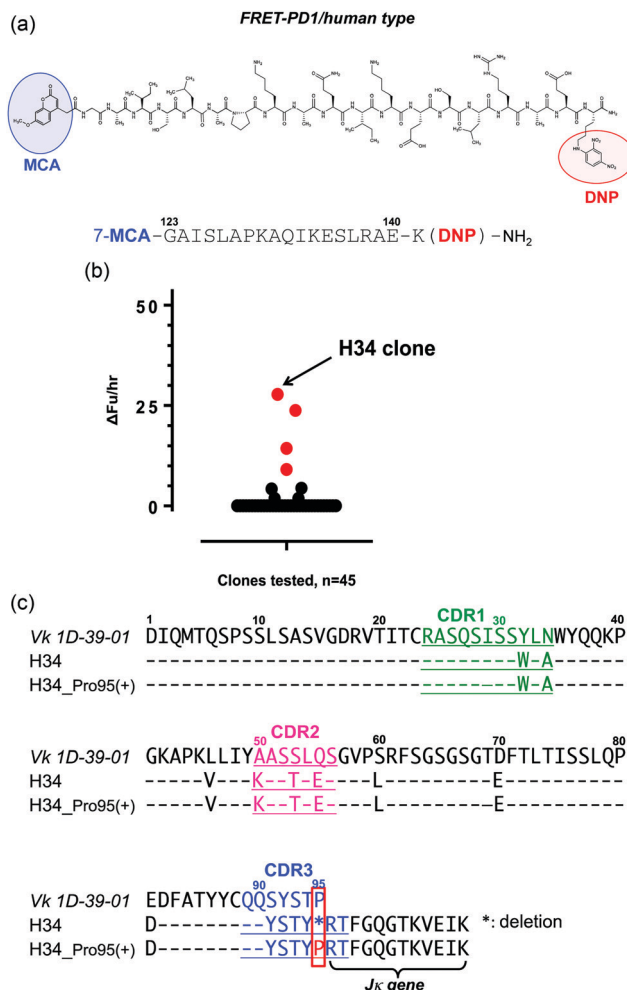 (a)
FRET-PD1/human type
MCA
DNP
123 140
7-MCA-GAISLAPKAQIKESLRAE-K(DNP)-NH2
(b)
50
25
0
ΔFu/hr
H34 clone
Clones tested, n=45
(c)
CDR1
1 10 20 30 40
Vk 1D-39-01 DIQMTQSPSSLSASVGDRVTITCRASQSISSYLNWYQQKP
H34 -------------------------------W-A------
H34_Pro95(+) -------------------------------W-A------
CDR2
50 60 70 80
Vk 1D-39-01 GKAPKLLIYAASSLQSGVPSRFSGSGSGTDFTLTISSLQP
H34 -----V---K--T-E----L---------E----------
H34_Pro95(+) -----V---K--T-E----L---------E----------
CDR3
90 95
Vk 1D-39-01 EDFATYYCQQSYSTP
H34 D---------YSTY*RTFGQGTKVEIK *: deletion
H34_Pro95(+) D---------YSTYPRTFGQGTKVEIK
Jκ gene